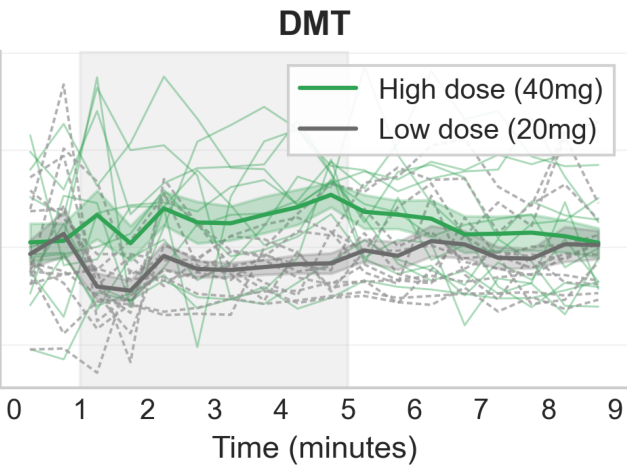 DMT
High dose (40mg)
Low dose (20mg)
0 1 2 3 4 5 6 7 8 9
Time (minutes)